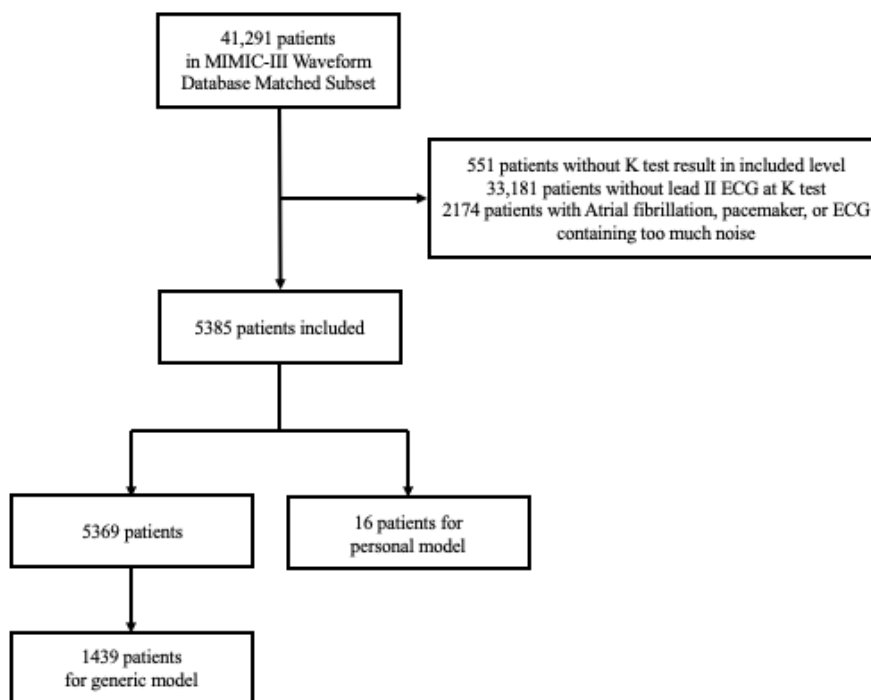 41,291 patients
in MIMIC-III Waveform
Database Matched Subset
551 patients without K test result in included level
33,181 patients without lead II ECG at K test
2174 patients with Atrial fibrillation, pacemaker, or ECG
containing too much noise
5385 patients included
5369 patients
16 patients for
personal model
1439 patients
for generic model